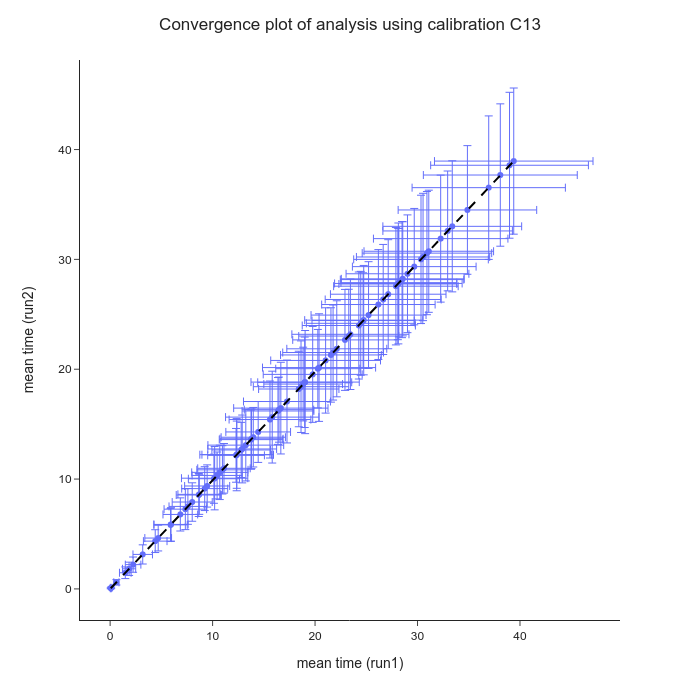 Convergence plot of analysis using calibration C13
mean time (run2)
40
30
20
10
0
0 10 20 30 40
mean time (run1)